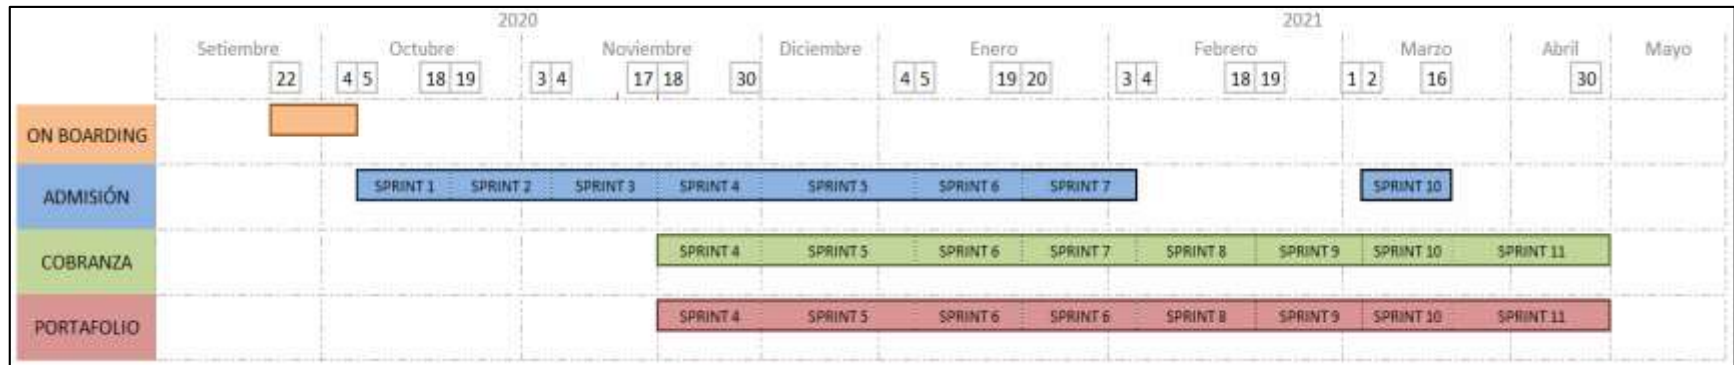 2020 2021
Setiembre Octubre Noviembre Diciembre Enero Febrero Marzo Abril Mayo
22 4 5 18 19 3 4 17 18 30 4 5 19 20 3 4 18 19 1 2 16 30
ON BOARDING
ADMISIÓN SPRINT 1 SPRINT 2 SPRINT 3 SPRINT 4 SPRINT 5 SPRINT 6 SPRINT 7 SPRINT 10
COBRANZA SPRINT 4 SPRINT 5 SPRINT 6 SPRINT 7 SPRINT 8 SPRINT 9 SPRINT 10 SPRINT 11
PORTAFOLIO SPRINT 4 SPRINT 5 SPRINT 6 SPRINT 6 SPRINT 8 SPRINT 9 SPRINT 10 SPRINT 11